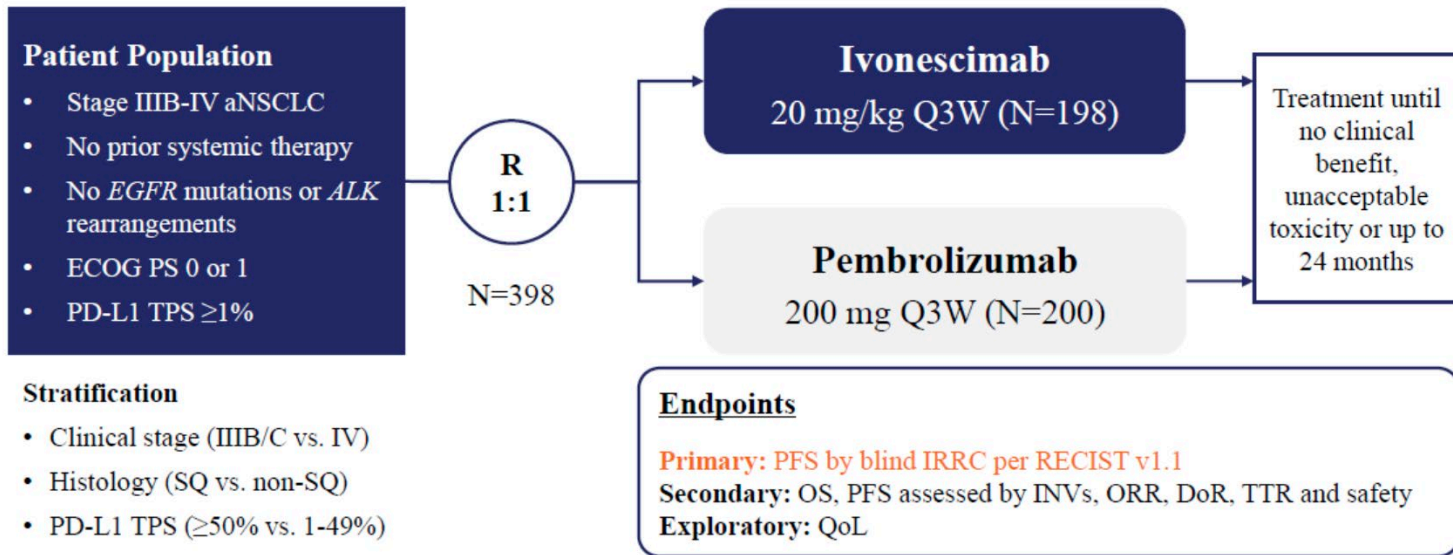 Patient Population
• Stage IIIB-IV aNSCLC
• No prior systemic therapy
• No EGFR mutations or ALK
rearrangements
• ECOG PS 0 or 1
• PD-L1 TPS ≥1%
Stratification
• Clinical stage (IIIB/C vs. IV)
• Histology (SQ vs. non-SQ)
• PD-L1 TPS (≥50% vs. 1-49%)
R
1:1
N=398
Ivonescimab
20 mg/kg Q3W (N=198)
Pembrolizumab
200 mg Q3W (N=200)
Treatment until
no clinical
benefit,
unacceptable
toxicity or up to
24 months
Endpoints
Primary: PFS by blind IRRC per RECIST v1.1
Secondary: OS, PFS assessed by INVs, ORR, DoR, TTR and safety
Exploratory: QoL